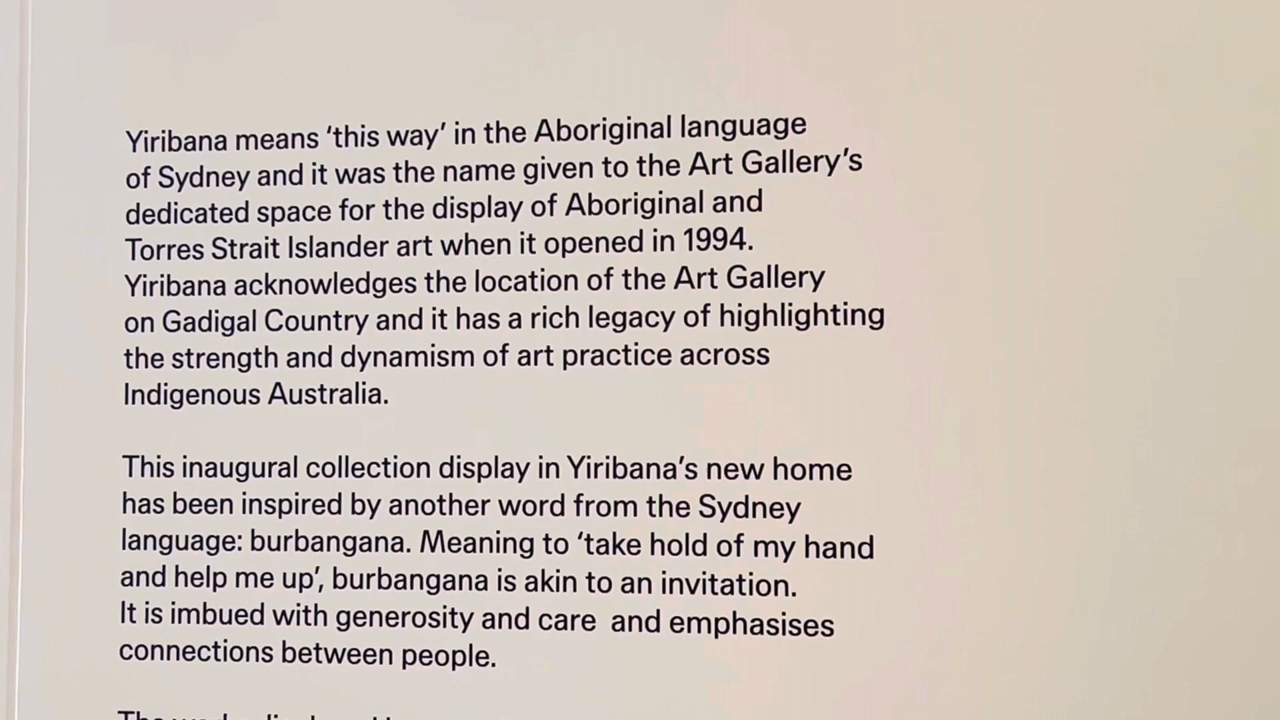 Yiribana means ‘this way’ in the Aboriginal language
of Sydney and it was the name given to the Art Gallery’s
dedicated space for the display of Aboriginal and
Torres Strait Islander art when it opened in 1994.
Yiribana acknowledges the location of the Art Gallery
on Gadigal Country and it has a rich legacy of highlighting
the strength and dynamism of art practice across
Indigenous Australia.
This inaugural collection display in Yiribana’s new home
has been inspired by another word from the Sydney
language: burbangana. Meaning to ‘take hold of my hand
and help me up’, burbangana is akin to an invitation.
It is imbued with generosity and care and emphasises
connections between people.